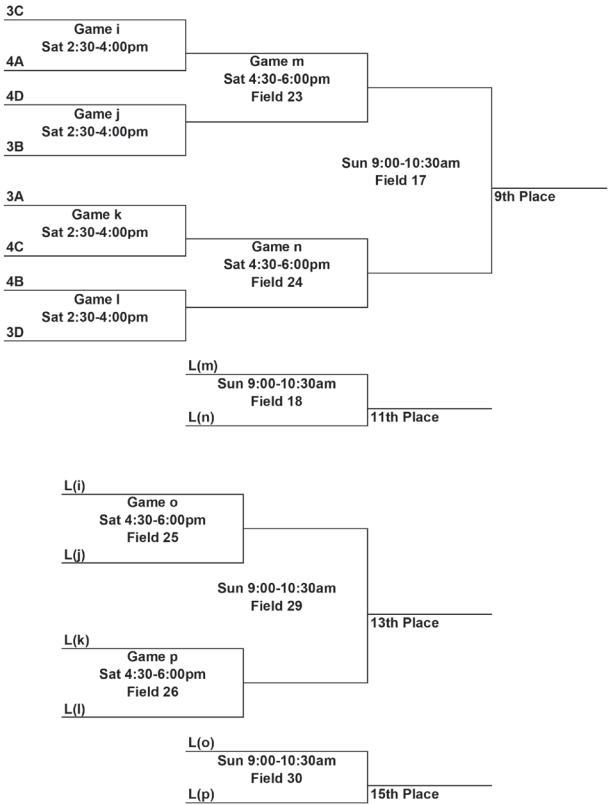 3C
Game i
Sat 2:30-4:00pm
4A
Game m
Sat 4:30-6:00pm
Field 23
4D
Game j
Sat 2:30-4:00pm
3B
Sun 9:00-10:30am
Field 17
9th Place
3A
Game k
Sat 2:30-4:00pm
4C
Game n
Sat 4:30-6:00pm
Field 24
4B
Game l
Sat 2:30-4:00pm
3D
L(m)
Sun 9:00-10:30am
Field 18
L(n)
11th Place
L(i)
Game o
Sat 4:30-6:00pm
Field 25
L(j)
Sun 9:00-10:30am
Field 29
13th Place
L(k)
Game p
Sat 4:30-6:00pm
Field 26
L(l)
L(o)
Sun 9:00-10:30am
Field 30
L(p)
15th Place